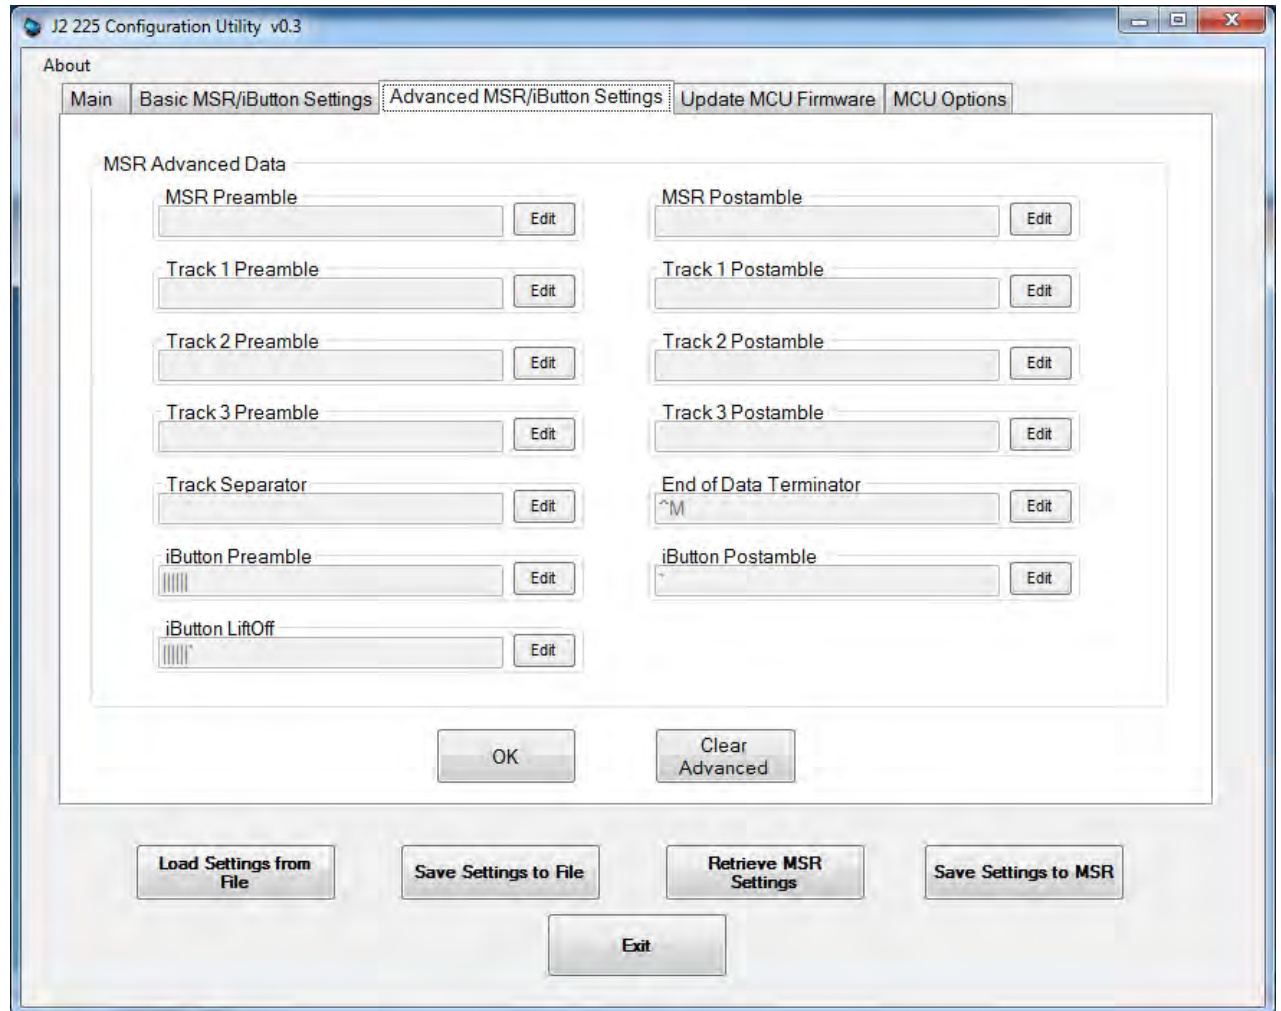 J2 225 Configuration Utility v0.3
About
Main Basic MSR/iButton Settings Advanced MSR/iButton Settings Update MCU Firmware MCU Options
MSR Advanced Data
MSR Preamble MSR Postamble
Edit Edit
Track 1 Preamble Track 1 Postamble
Edit Edit
Track 2 Preamble Track 2 Postamble
Edit Edit
Track 3 Preamble Track 3 Postamble
Edit Edit
Track Separator End of Data Terminator
Edit ^M Edit
iButton Preamble iButton Postamble
|||||| Edit ` Edit
iButton LiftOff
||||||` Edit
OK Clear
Advanced
Load Settings from
File
Save Settings to File
Retrieve MSR
Settings
Save Settings to MSR
Exit